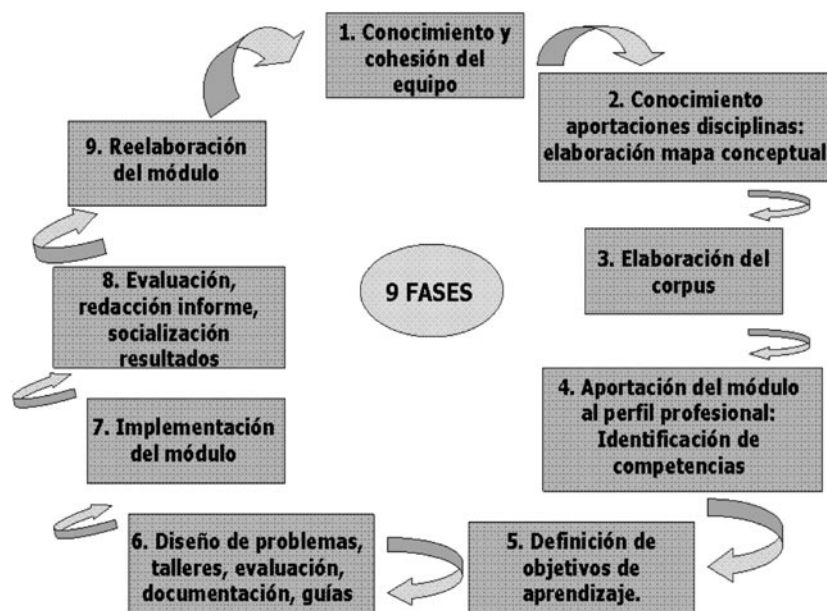 1. Conocimiento y
cohesión del
equipo
2. Conocimiento
aportaciones disciplinas:
elaboración mapa conceptual
3. Elaboración del
corpus
4. Aportación del módulo
al perfil profesional:
Identificación de
competencias
5. Definición de
objetivos de
aprendizaje.
6. Diseño de problemas,
talleres, evaluación,
documentación, guías
7. Implementación
del módulo
8. Evaluación,
redacción informe,
socialización
resultados
9. Reelaboración
del módulo
9 FASES